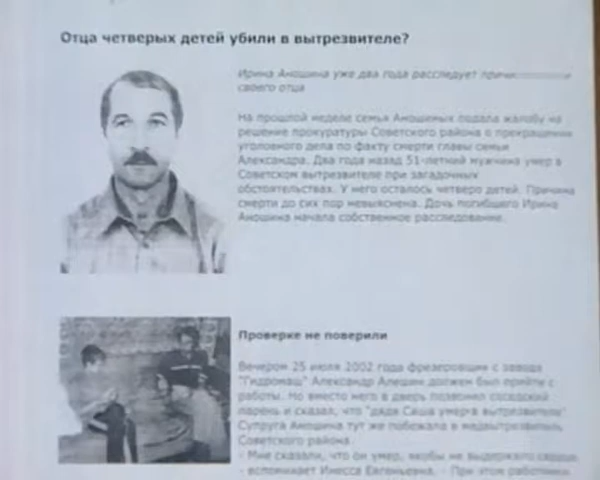 Отца четверых детей убили в вытрезвителе?
Ирина Аношина уже два года расследует
своего отца
На прошлой неделе семья Аношеных подала жалобу на
решение прокуратуры Советского района о прекращении
уголовного дела по факту смерти главы семьи
Александра. Два года назад 51-летний мужчина умер в
Советском вытрезвителе при загадочных
обстоятельствах. У него осталось четверо детей. Причина
смерти до сих пор невыяснена. Дочь погибшего Ирина
Аношина начала собственное расследование.
Проверке не поверили
Вечером 25 июля 2002 года фрезеровщик с завода
"Гидромаш" Александр Алешин должен был прийти с
работы. Но вместо него в дверь позвонил соседский
парень и сказал, что "дядя Саша умер в вытрезвителе"
Супруга Аношина тут же побежала в медвытрезвитель
Советского района.
- Мне сказали, что он умер, якобы не выдержало сердце,
- вспоминает Инесса Евгеньевна. - При этом работники